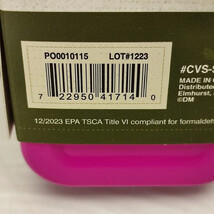 PO0010115 LOT#1223
7 22950 41714 0
#CVS-S
MADE IN
Distributed
Elmhurst,
©DM
12/2023 EPA TSCA Title VI compliant for formaldeh